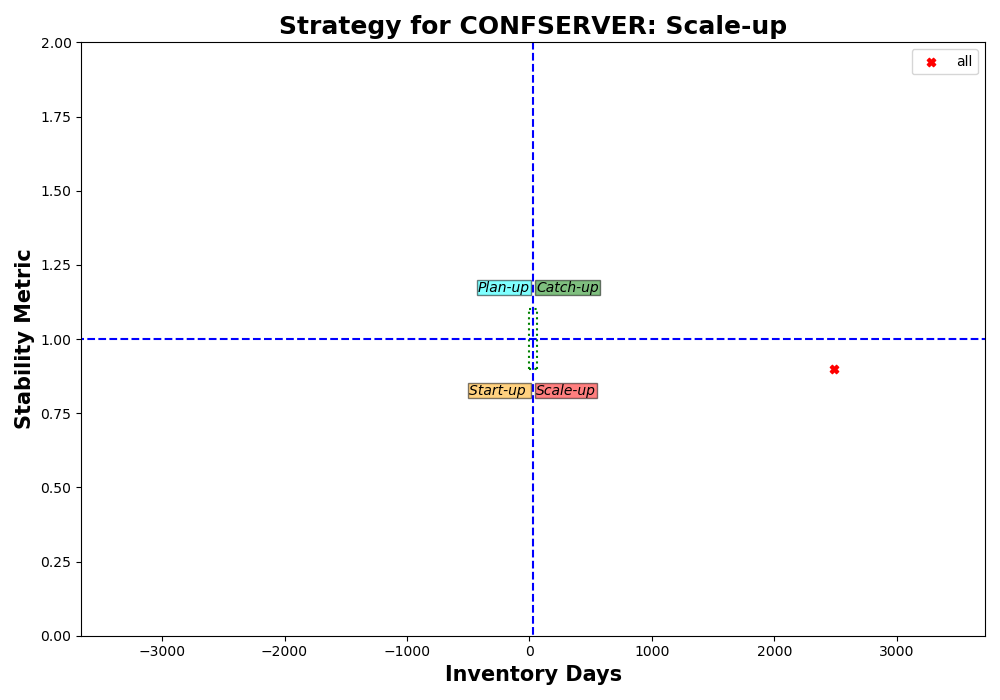 Strategy for CONFSERVER: Scale-up
all
2.00
1.75
1.50
1.25
1.00
0.75
0.50
0.25
0.00
Stability Metric
Plan-up Catch-up
Start-up Scale-up
−3000 −2000 −1000 0 1000 2000 3000
Inventory Days